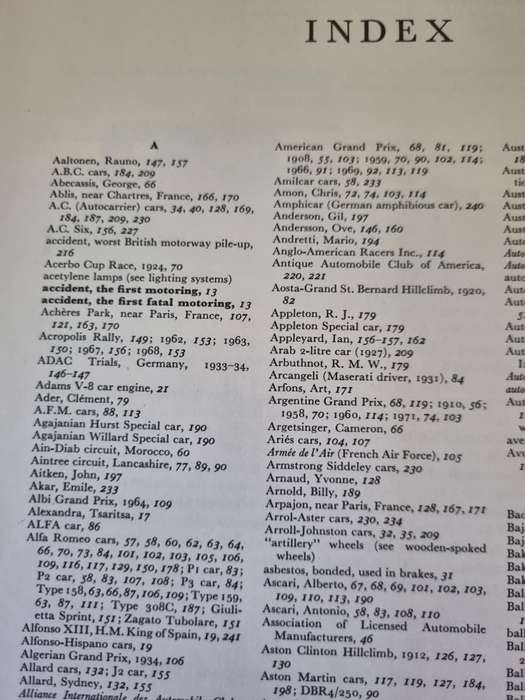 INDEX
A
Aaltonen, Rauno, 147, 157
A.B.C. cars, 184, 209
Abecassis, George, 66
Ablis, near Chartres, France, 166, 170
A.C. (Autocarrier) cars, 34, 40, 128, 169,
184, 187, 209, 230
A.C. Six, 156, 227
accident, worst British motorway pile-up,
216
Acerbo Cup Race, 1924, 70
acetylene lamps (see lighting systems)
accident, the first motoring, 13
accident, the first fatal motoring, 13
Achères Park, near Paris, France, 107,
121, 163, 170
Acropolis Rally, 149; 1962, 153; 1963,
150; 1967, 156; 1968, 153
ADAC Trials, Germany, 1933–34,
146–147
Adams V-8 car engine, 21
Ader, Clément, 79
A.F.M. cars, 88, 113
Agajanian Hurst Special car, 190
Agajanian Willard Special car, 190
Ain-Diab circuit, Morocco, 60
Aintree circuit, Lancashire, 77, 89, 90
Aitken, John, 197
Akar, Emile, 233
Albi Grand Prix, 1964, 109
Alexandra, Tsaritsa, 17
ALFA car, 86
Alfa Romeo cars, 57, 58, 60, 62, 63, 64,
66, 70, 73, 84, 101, 102, 103, 105, 106,
109, 116, 117, 129, 150, 178; P1 car, 83;
P2 car, 58, 83, 107, 108; P3 car, 84;
Type 158, 63, 66, 87, 106, 109; Type 159,
63, 87, 111; Type 308C, 187; Giuli-
etta Sprint, 151; Zagato Tubolare, 151
Alfonso XIII, H.M. King of Spain, 19, 241
Alfonso-Hispano cars, 19
Algerian Grand Prix, 1934, 106
Allard cars, 132; J2 car, 155
Allard, Sydney, 132, 155
Alliance Internationale des
American Grand Prix, 68, 81, 119;
1908, 55, 103; 1959, 70, 90, 102, 114;
1966, 91; 1969, 92, 113, 119
Amilcar cars, 58, 233
Amon, Chris, 72, 74, 103, 114
Amphicar (German amphibious car), 240
Anderson, Gil, 197
Andersson, Ove, 146, 160
Andretti, Mario, 194
Anglo-American Racers Inc., 114
Antique Automobile Club of America,
220, 221
Aosta-Grand St. Bernard Hillclimb, 1920,
82
Appleton, R. J., 179
Appleton Special car, 179
Appleyard, Ian, 156–157, 162
Arab 2-litre car (1927), 209
Arbuthnot, R. M. W., 179
Arcangeli (Maserati driver, 1931), 84
Arfons, Art, 171
Argentine Grand Prix, 68, 119; 1910, 56;
1958, 70; 1960, 114; 1971, 74, 103
Argetsinger, Cameron, 66
Ariés cars, 104, 107
Armée de l'Air (French Air Force), 105
Armstrong Siddeley cars, 230
Arnaud, Yvonne, 128
Arnold, Billy, 189
Arpajon, near Paris, France, 128, 167, 171
Arrol-Aster cars, 230, 234
Arroll-Johnston cars, 32, 35, 209
"artillery" wheels (see wooden-spoked
wheels)
asbestos, bonded, used in brakes, 31
Ascari, Alberto, 67, 68, 69, 101, 102, 103,
109, 110, 113, 190
Ascari, Antonio, 58, 83, 108, 110
Association of Licensed Automobile
Manufacturers, 46
Aston Clinton Hillclimb, 1912, 126, 127,
130
Aston Martin cars, 117, 119, 127, 184,
198; DBR4/250, 90